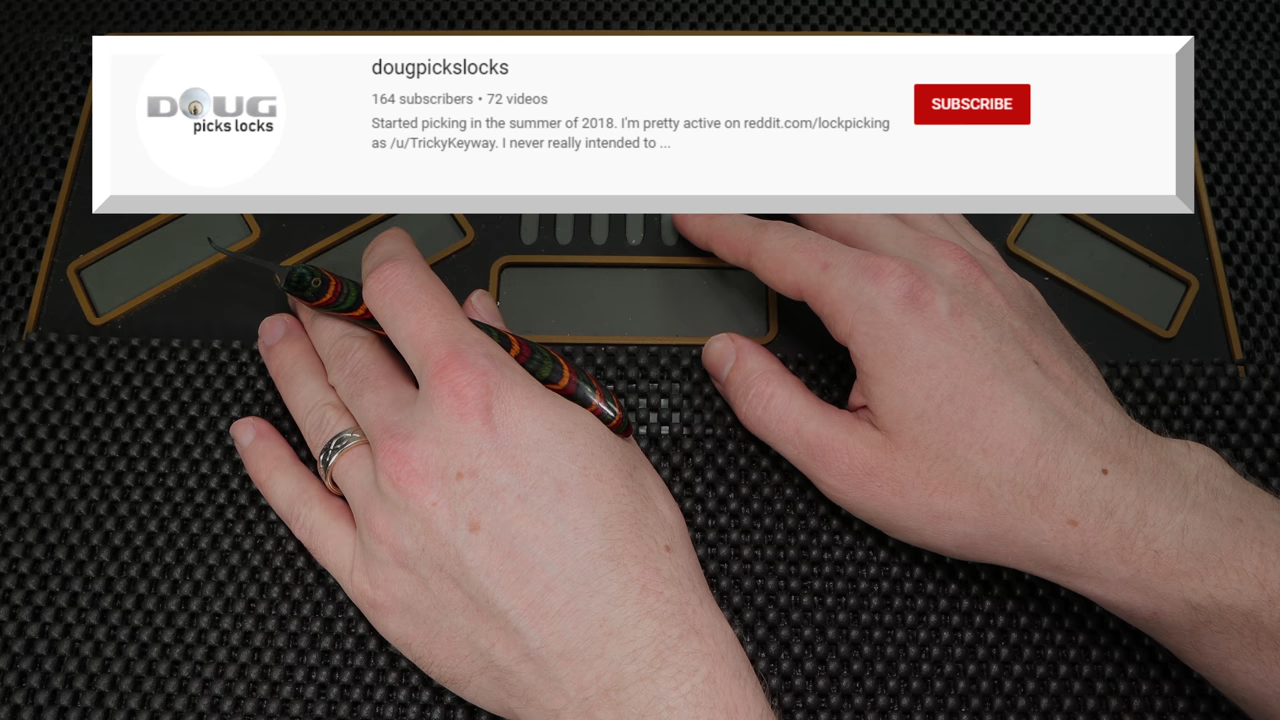 DOUG
picks locks
dougpickslocks
164 subscribers • 72 videos
Started picking in the summer of 2018. I'm pretty active on reddit.com/lockpicking
as /u/TrickyKeyway. I never really intended to ...
SUBSCRIBE